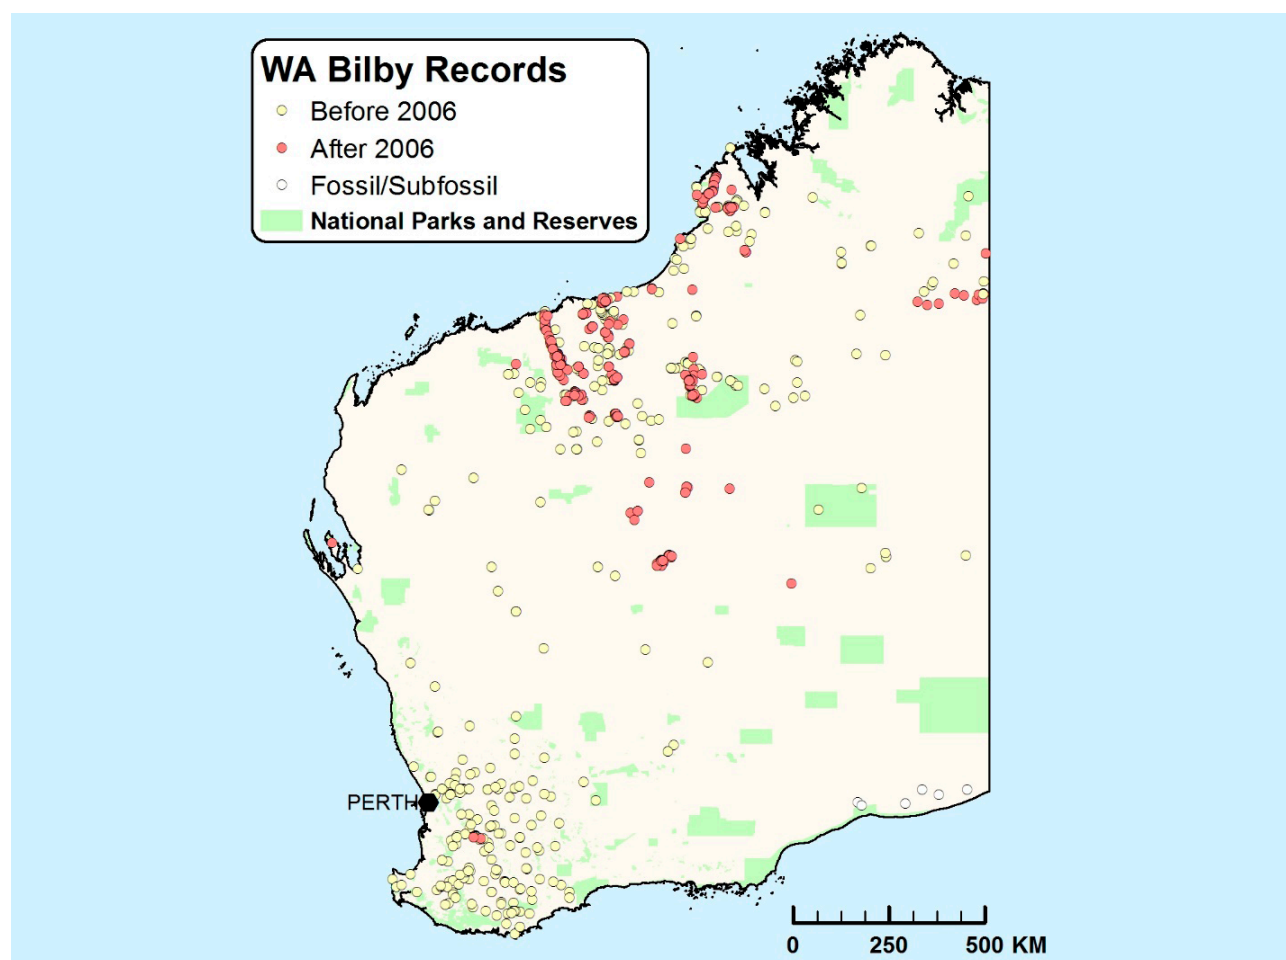 WA Bilby Records
Before 2006
After 2006
Fossil/Subfossil
National Parks and Reserves
PERTH
0 250 500 KM